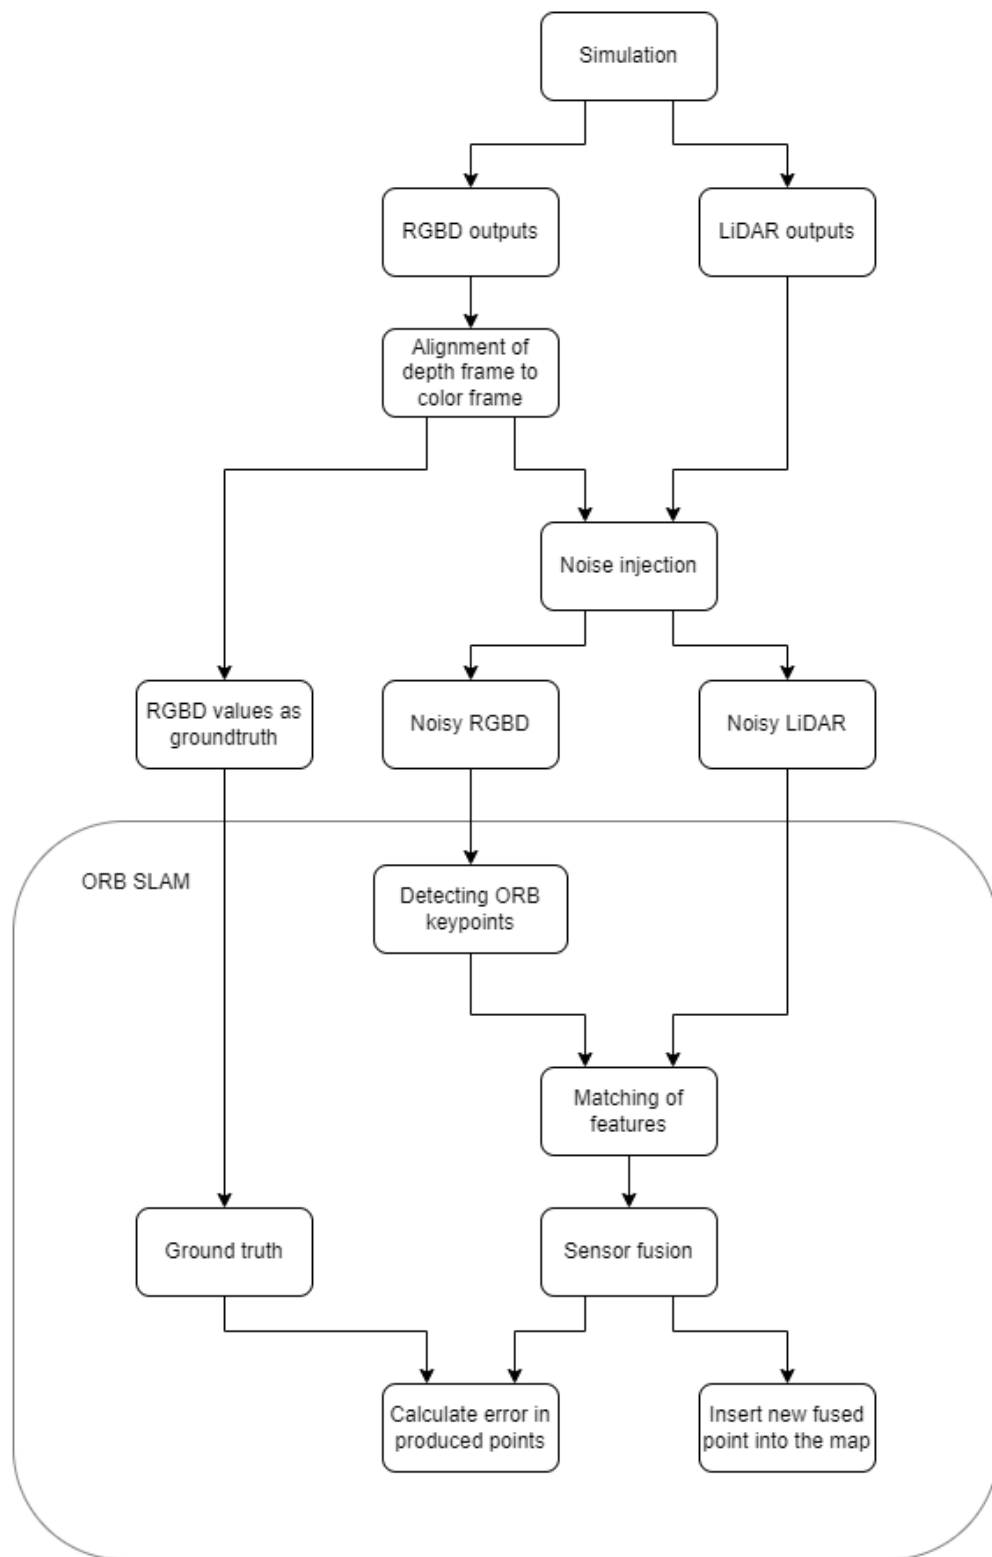 Simulation
RGBD outputs
LiDAR outputs
Alignment of
depth frame to
color frame
Noise injection
RGBD values as
groundtruth
Noisy RGBD
Noisy LiDAR
ORB SLAM
Detecting ORB
keypoints
Matching of
features
Ground truth
Sensor fusion
Calculate error in
produced points
Insert new fused
point into the map